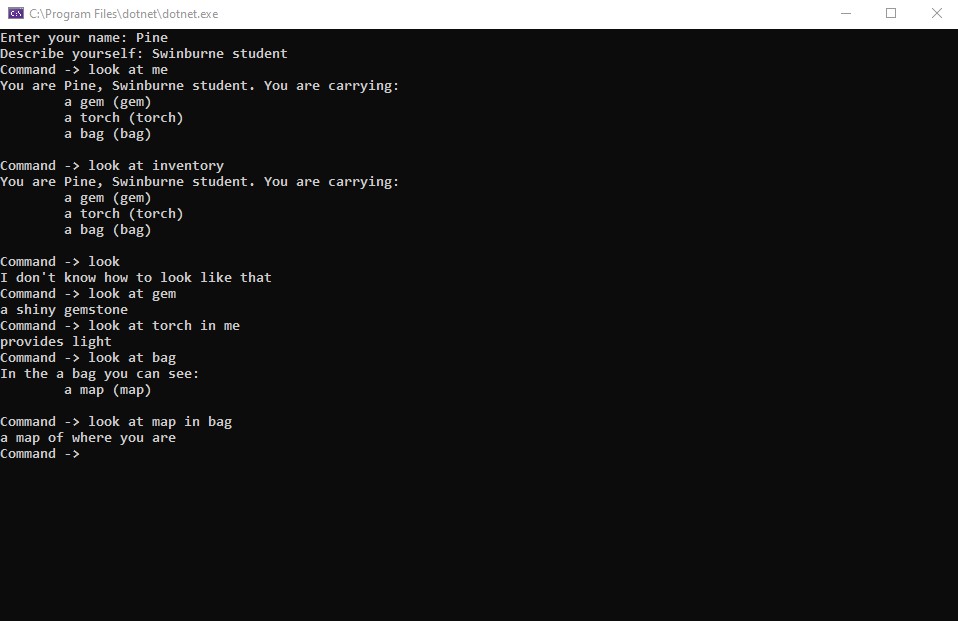 C:\Program Files\dotnet\dotnet.exe
Enter your name: Pine
Describe yourself: Swinburne student
Command -> look at me
You are Pine, Swinburne student. You are carrying:
        a gem (gem)
        a torch (torch)
        a bag (bag)

Command -> look at inventory
You are Pine, Swinburne student. You are carrying:
        a gem (gem)
        a torch (torch)
        a bag (bag)

Command -> look
I don't know how to look like that
Command -> look at gem
a shiny gemstone
Command -> look at torch in me
provides light
Command -> look at bag
In the a bag you can see:
        a map (map)

Command -> look at map in bag
a map of where you are
Command ->